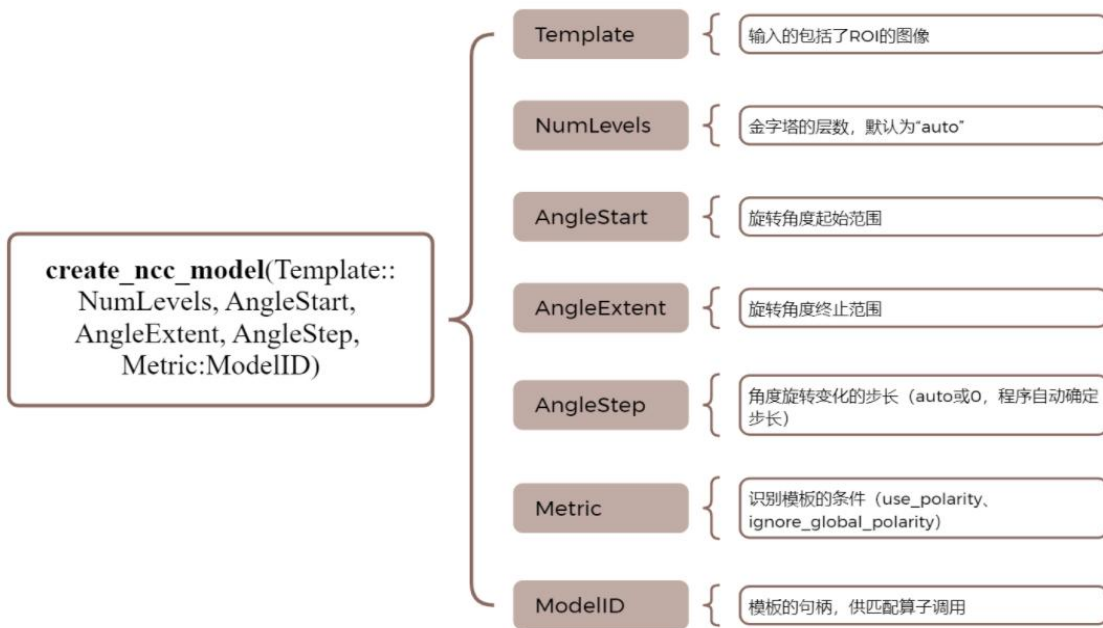 create_ncc_model(Template::
NumLevels, AngleStart,
AngleExtent, AngleStep,
Metric:ModelID)
Template
输入的包括了ROI的图像
NumLevels
金字塔的层数，默认为“auto”
AngleStart
旋转角度起始范围
AngleExtent
旋转角度终止范围
AngleStep
角度旋转变化的步长（auto或0，程序自动确定
步长）
Metric
识别模板的条件（use_polarity、
ignore_global_polarity）
ModelID
模板的句柄，供匹配算子调用